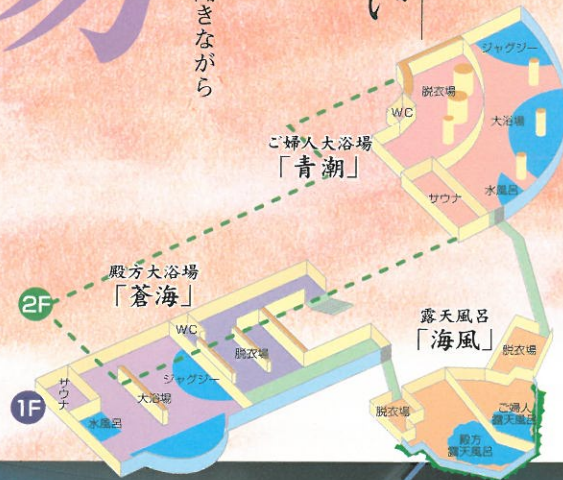 きながら
ジャグジー
脱衣場
WC
大浴場
ご婦人大浴場
「青潮」
サウナ
水風呂
殿方大浴場
「蒼海」
2F
WC
露天風呂
「海風」
脱衣場
脱衣場
ジャグジー
サウナ
大浴場
1F
水風呂
脱衣場
ご婦人
露天風呂
殿方
露天風呂